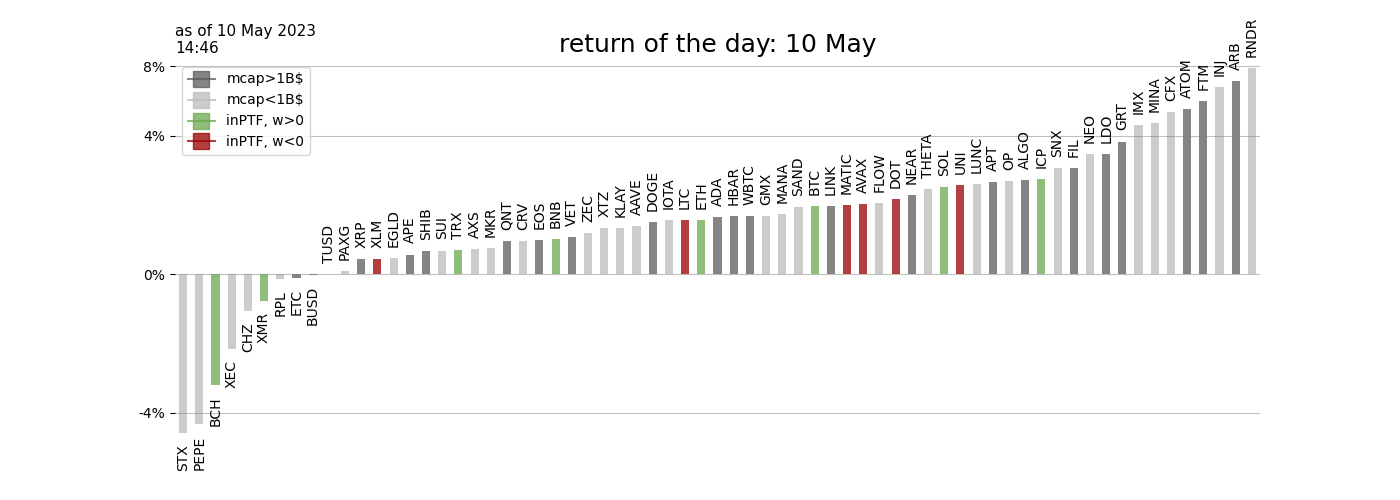 as of 10 May 2023
14:46
return of the day: 10 May
8%
4%
0%
-4%
mcap>1B$
mcap<1B$
inPTF, w>0
inPTF, w<0
STX
PEPE
BCH
XEC
CHZ
XMR
RPL
ETC
BUSD
TUSD
PAXG
XRP
XLM
EGLD
APE
SHIB
SUI
TRX
AXS
MKR
QNT
CRV
EOS
BNB
VET
ZEC
XTZ
KLAY
AAVE
DOGE
IOTA
LTC
ETH
ADA
HBAR
WBTC
GMX
MANA
SAND
BTC
LINK
MATIC
AVAX
FLOW
DOT
NEAR
THETA
SOL
UNI
LUNC
APT
OP
ALGO
ICP
SNX
FIL
NEO
LDO
GRT
IMX
MINA
CFX
ATOM
FTM
INJ
ARB
RNDR